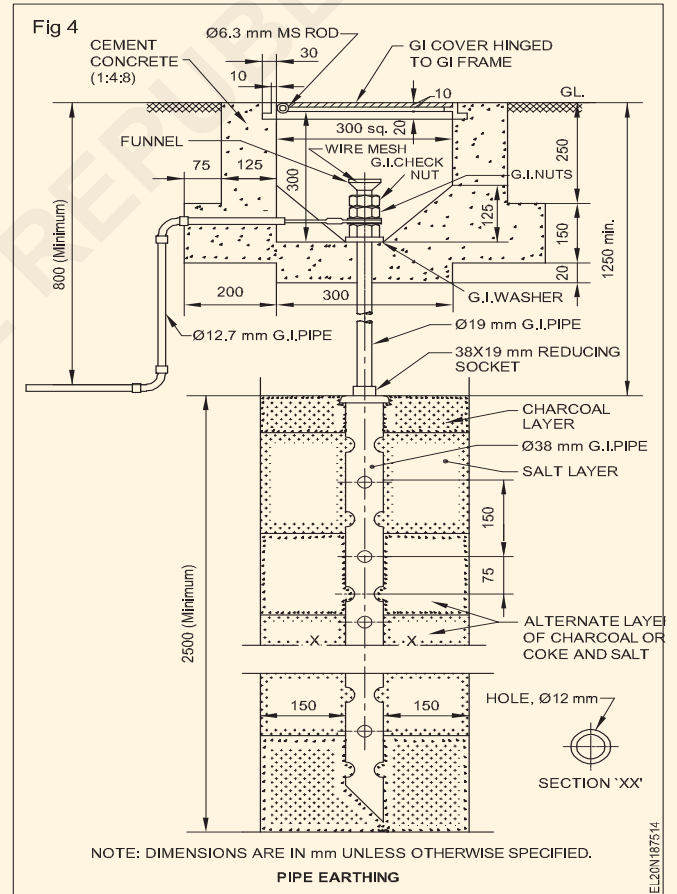 Fig 4
Ø6.3 mm MS ROD
CEMENT
CONCRETE
(1:4:8)
30
10
GI COVER HINGED
TO GI FRAME
10
GL.
300 sq.
20
FUNNEL
WIRE MESH
G.I.CHECK
NUT
G.I.NUTS
75
125
300
125
250
150
20
1250 min.
800 (Minimum)
200
300
G.I.WASHER
Ø12.7 mm G.I.PIPE
Ø19 mm G.I.PIPE
38X19 mm REDUCING
SOCKET
CHARCOAL
LAYER
Ø38 mm G.I.PIPE
SALT LAYER
150
75
2500 (Minimum)
ALTERNATE LAYE
OF CHARCOAL OR
COKE AND SALT
X
X
150
150
HOLE, Ø12 mm
SECTION `XX'
NOTE: DIMENSIONS ARE IN mm UNLESS OTHERWISE SPECIFIED.
PIPE EARTHING
EL20N187514